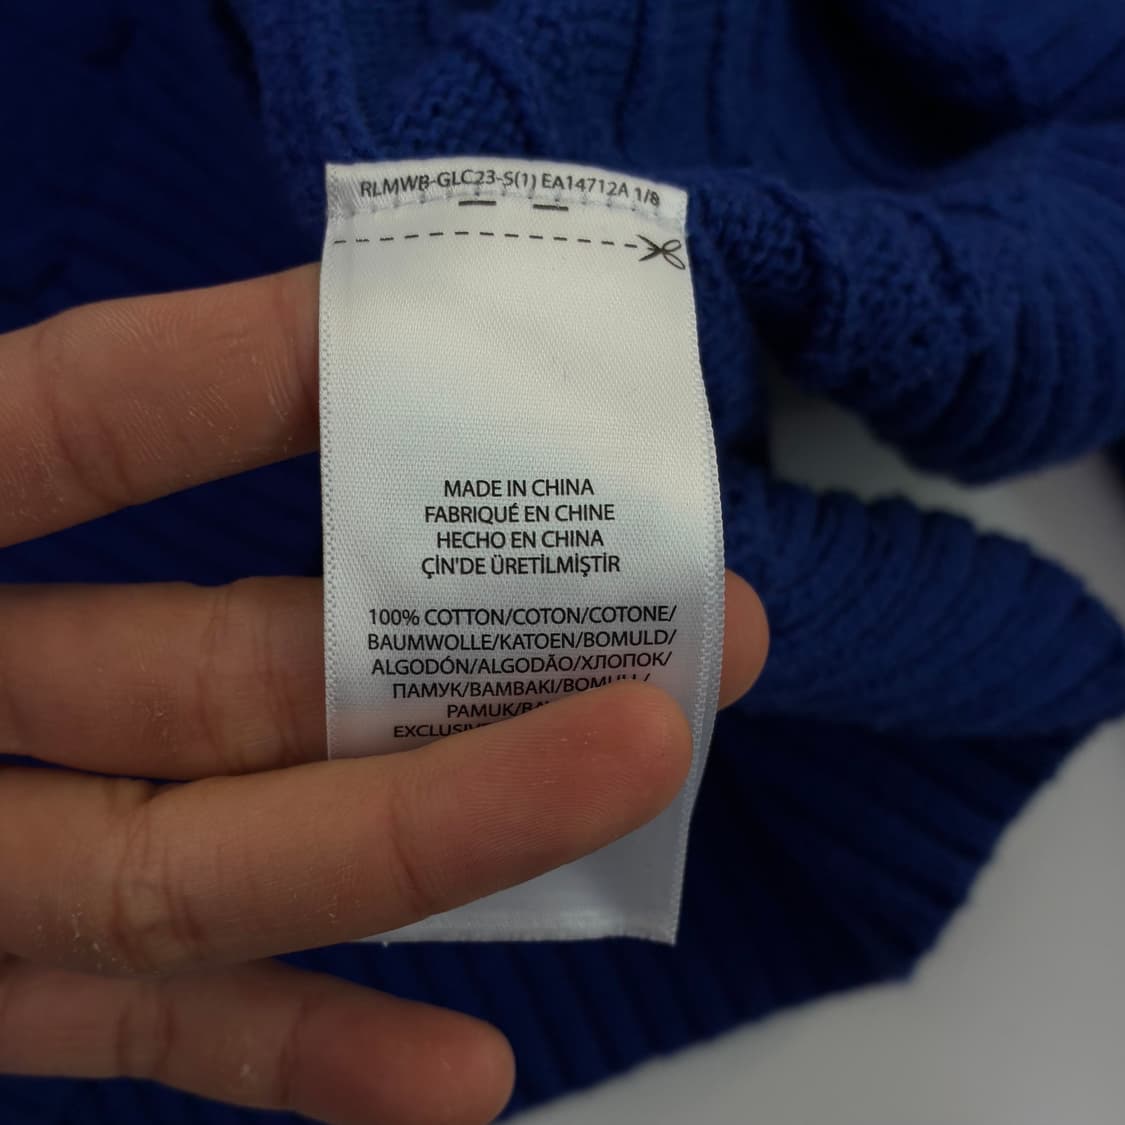 RLMWB-GLC23-S(1) EA14712A 1/8
MADE IN CHINA
FABRIQUÉ EN CHINE
HECHO EN CHINA
ÇİN'DE ÜRETİLMİŞTİR
100% COTTON/COTON/COTONE/
BAUMWOLLE/KATOEN/BOMULD/
ALGODÓN/ALGODÃO/ХЛОПОК/
ПАМУК/BAMBAKI/
PAMUK/